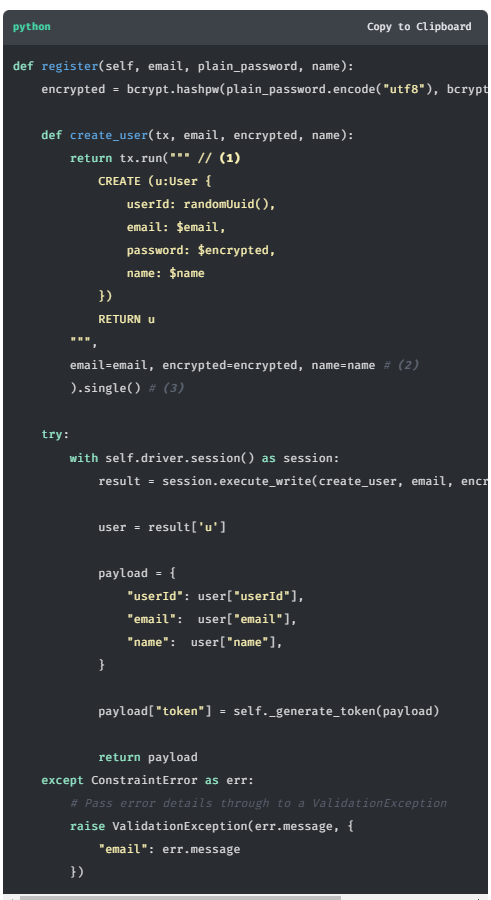 python
Copy to Clipboard
def register(self, email, plain_password, name):
    encrypted = bcrypt.hashpw(plain_password.encode("utf8"), bcrypt
    def create_user(tx, email, encrypted, name):
        return tx.run(""" // (1)
            CREATE (u:User {
                userId: randomUuid(),
                email: $email,
                password: $encrypted,
                name: $name
            })
            RETURN u
        """,
        email=email, encrypted=encrypted, name=name # (2)
        ).single() # (3)
    try:
        with self.driver.session() as session:
            result = session.execute_write(create_user, email, encr
            user = result['u']
            payload = {
                "userId": user["userId"],
                "email":  user["email"],
                "name":  user["name"],
            }
            payload["token"] = self._generate_token(payload)
            return payload
    except ConstraintError as err:
        # Pass error details through to a ValidationException
        raise ValidationException(err.message, {
            "email": err.message
        })